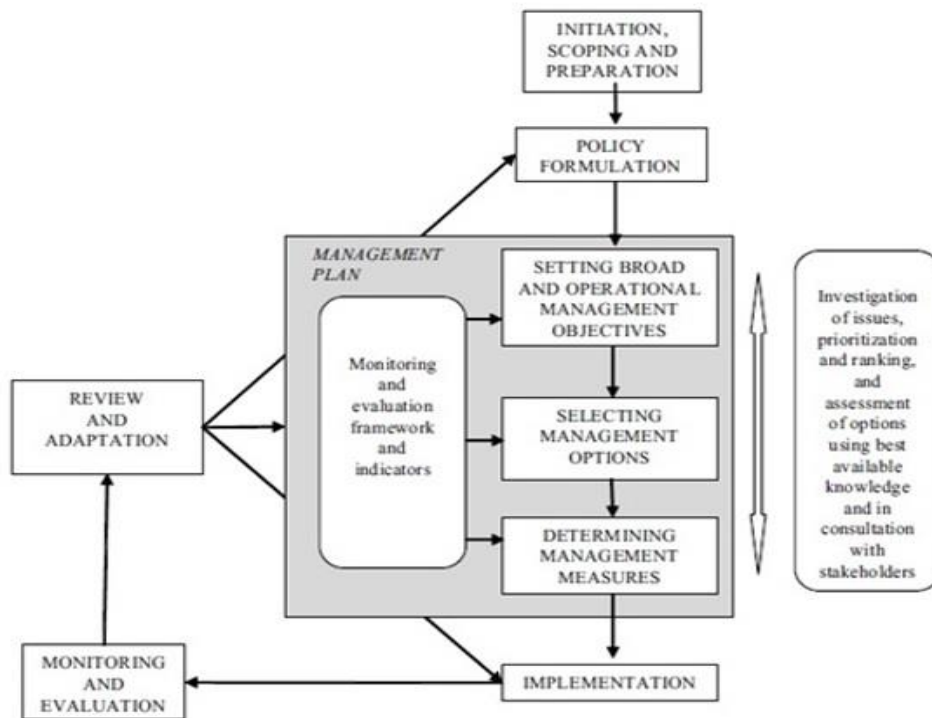 INITIATION,
SCOPING AND
PREPARATION
POLICY
FORMULATION
MANAGEMENT
PLAN
SETTING BROAD
AND OPERATIONAL
MANAGEMENT
OBJECTIVES
Investigation
of issues,
prioritization
and ranking,
and
assessment
of options
using best
available
knowledge
and in
consultation
with
stakeholders
Monitoring
and
evaluation
framework
and
indicators
REVIEW
AND
ADAPTATION
SELECTING
MANAGEMENT
OPTIONS
DETERMINING
MANAGEMENT
MEASURES
MONITORING
AND
EVALUATION
IMPLEMENTATION